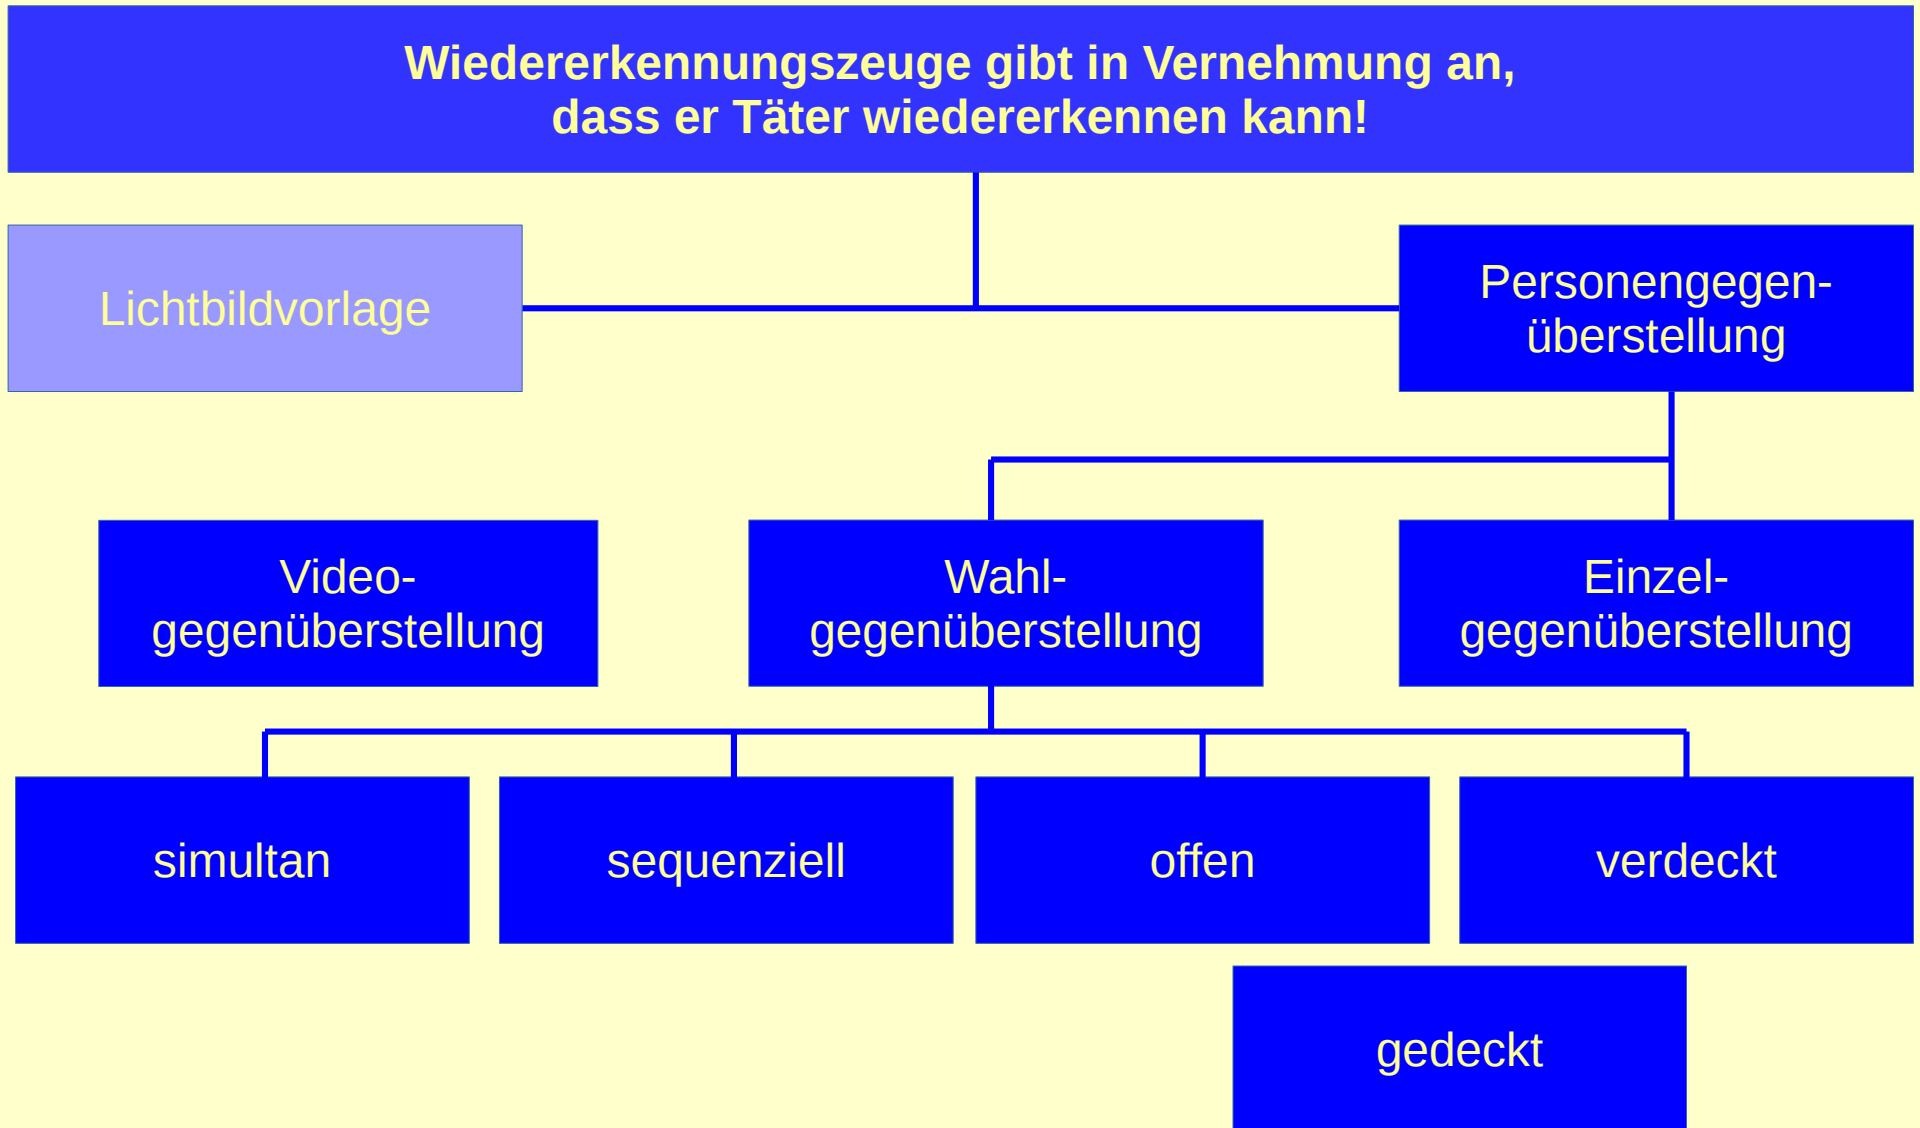 Wiedererkennungszeuge gibt in Vernehmung an,
dass er Täter wiedererkennen kann!
Lichtbildvorlage
Personengegen-
überstellung
Video-
gegenüberstellung
Wahl-
gegenüberstellung
Einzel-
gegenüberstellung
simultan
sequenziell
offen
verdeckt
gedeckt